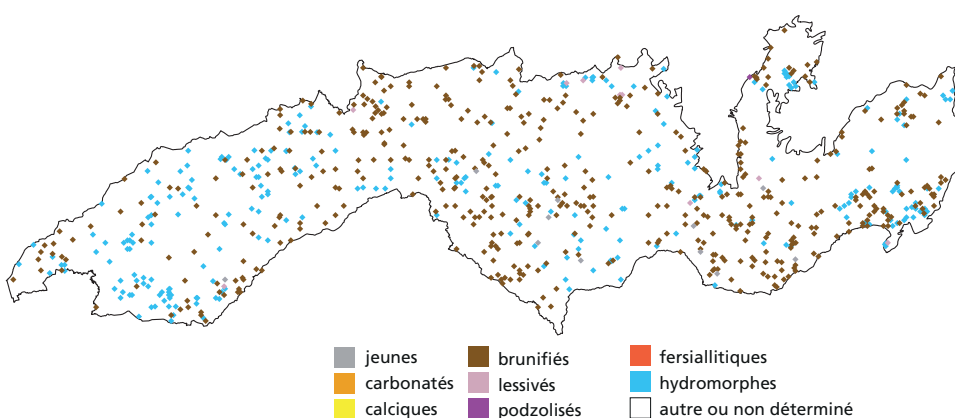 jeunes
carbonatés
calciques
brunifiés
lessivés
podzolisés
fersiallitiques
hydromorphes
autre ou non déterminé